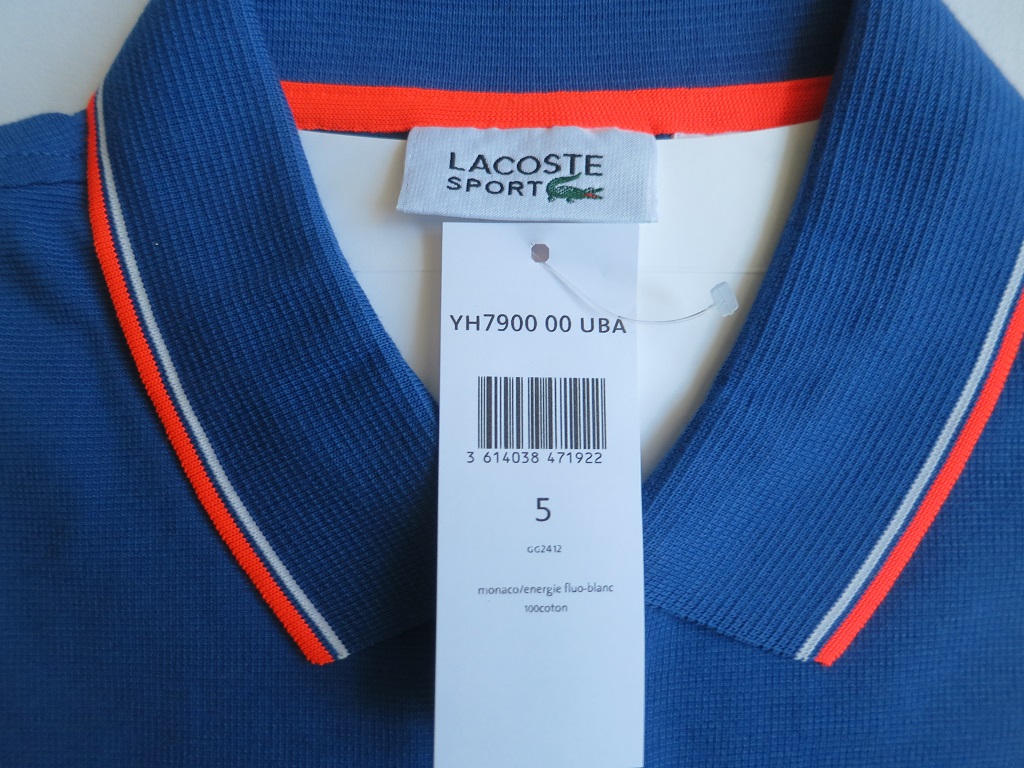 LACOSTE
SPORT
YH7900 00 UBA
3 614038 471922
5
GG2412
monaco/energie fluo-blanc
100coton